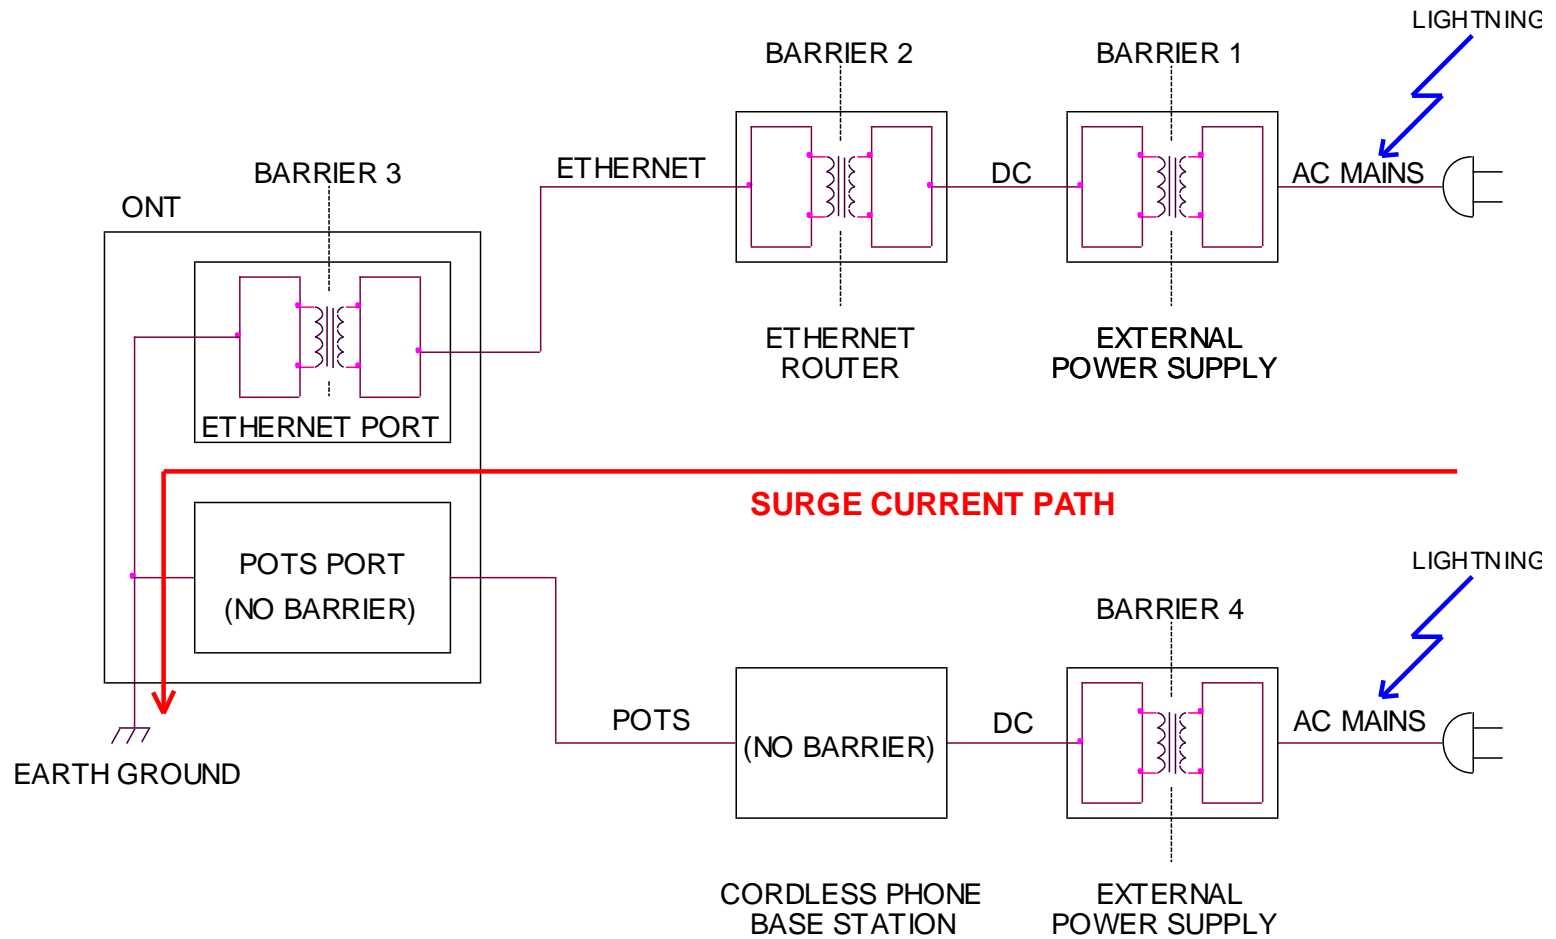 LIGHTNING
BARRIER 2
BARRIER 1
BARRIER 3
ETHERNET
DC
AC MAINS
ONT
ETHERNET
ROUTER
EXTERNAL
POWER SUPPLY
ETHERNET PORT
SURGE CURRENT PATH
POTS PORT
(NO BARRIER)
LIGHTNING
BARRIER 4
POTS
DC
AC MAINS
(NO BARRIER)
EARTH GROUND
CORDLESS PHONE
BASE STATION
EXTERNAL
POWER SUPPLY